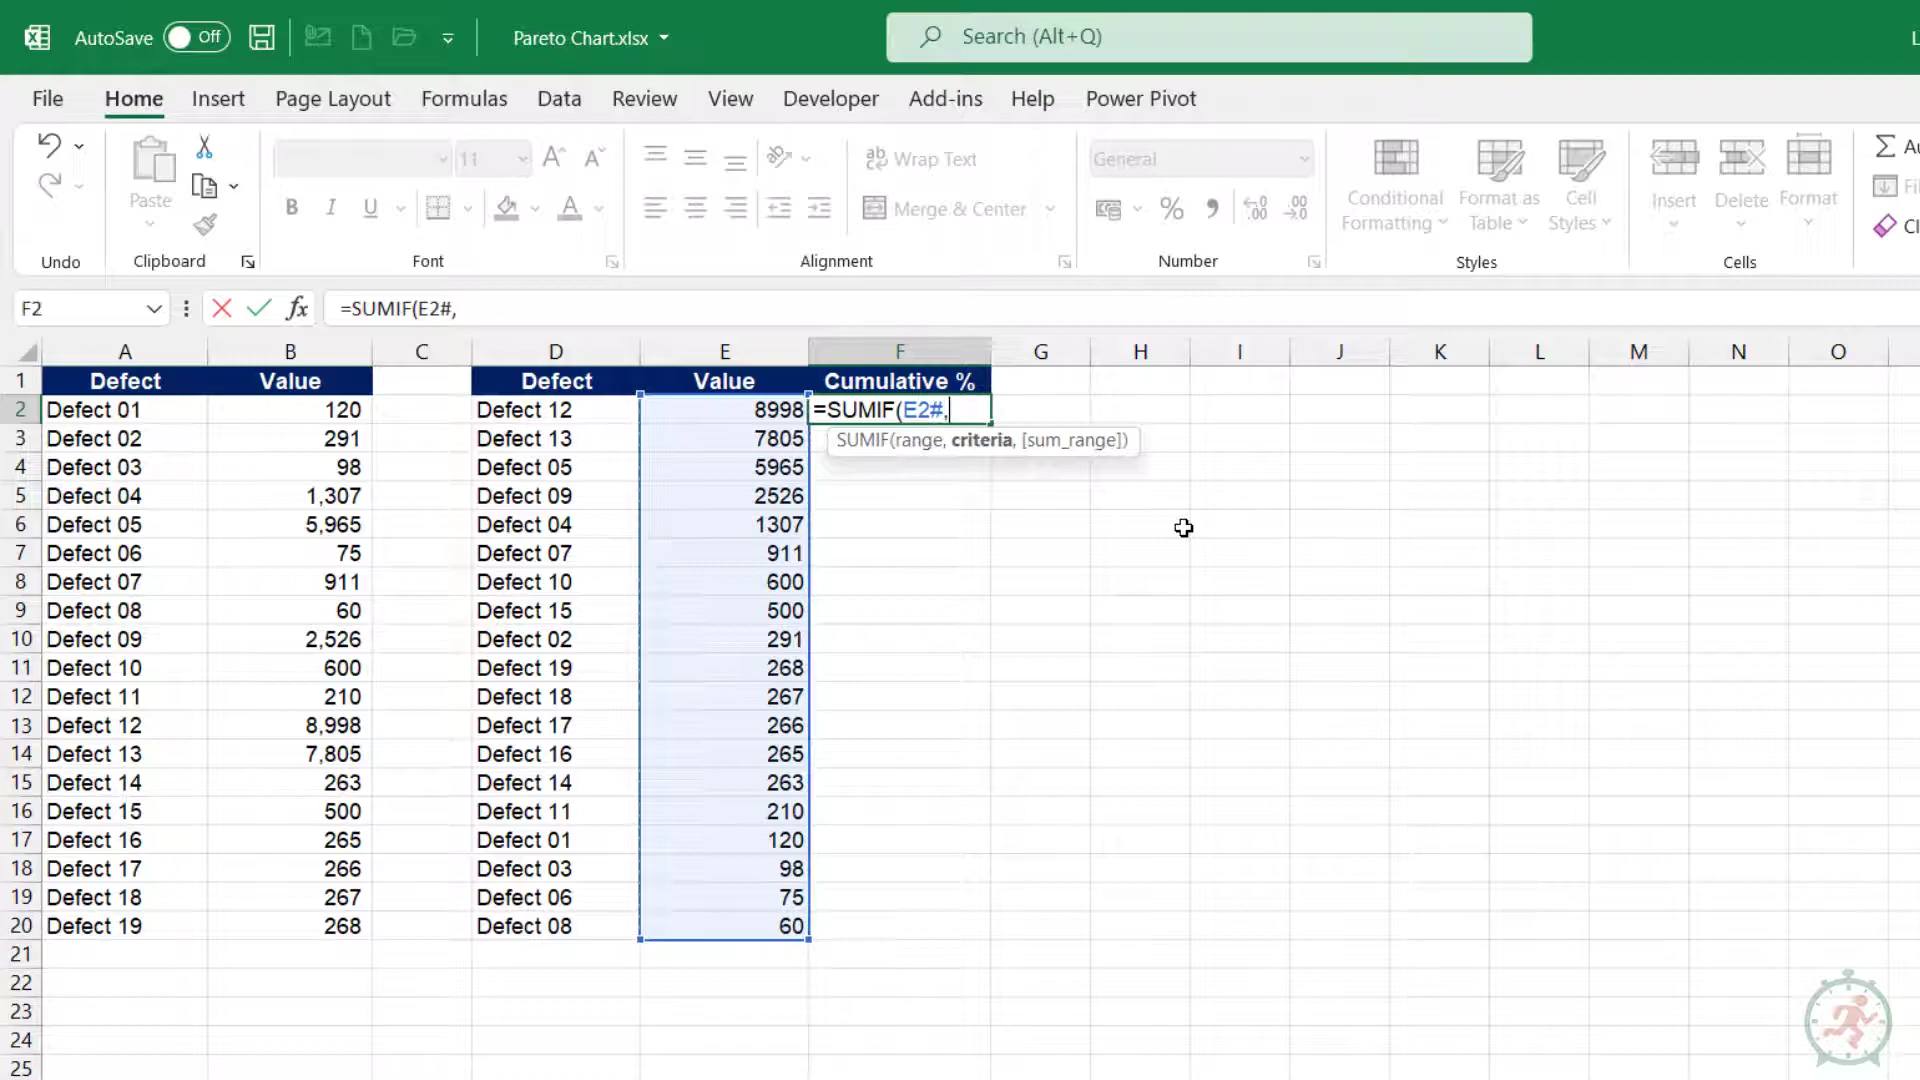 AutoSave Off Pareto Chart.xlsx Search (Alt+Q)
File Home Insert Page Layout Formulas Data Review View Developer Add-ins Help Power Pivot
11 Wrap Text General
Paste Conditional Format as Cell Insert Delete Format
B I U A Merge & Center Formatting Table Styles
Undo Clipboard Font Alignment Number Styles Cells
F2 fx =SUMIF(E2#,
A B C D E F G H I J K L M N O
1 Defect Value Defect Value Cumulative %
2 Defect 01 120 Defect 12 8998 =SUMIF(E2#,
SUMIF(range, criteria, [sum_range])
3 Defect 02 291 Defect 13 7805
4 Defect 03 98 Defect 05 5965
5 Defect 04 1,307 Defect 09 2526
6 Defect 05 5,965 Defect 04 1307
7 Defect 06 75 Defect 07 911
8 Defect 07 911 Defect 10 600
9 Defect 08 60 Defect 15 500
10 Defect 09 2,526 Defect 02 291
11 Defect 10 600 Defect 19 268
12 Defect 11 210 Defect 18 267
13 Defect 12 8,998 Defect 17 266
14 Defect 13 7,805 Defect 16 265
15 Defect 14 263 Defect 14 263
16 Defect 15 500 Defect 11 210
17 Defect 16 265 Defect 01 120
18 Defect 17 266 Defect 03 98
19 Defect 18 267 Defect 06 75
20 Defect 19 268 Defect 08 60
21
22
23
24
25